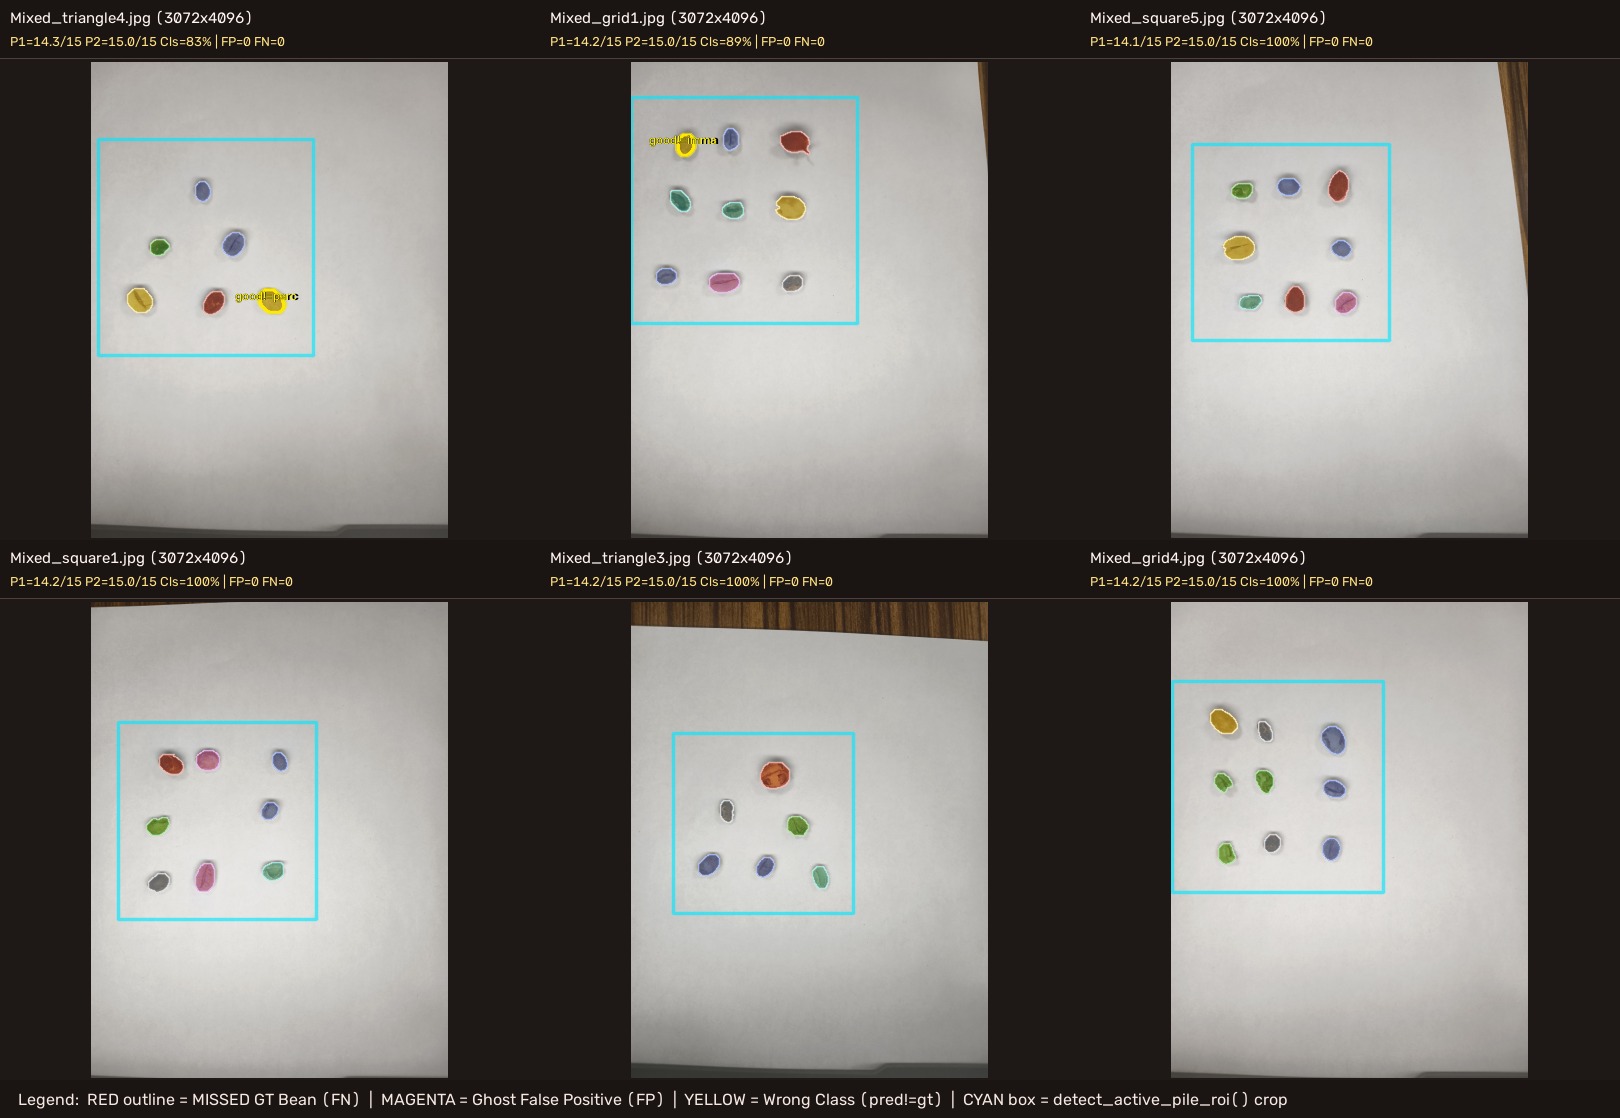 Mixed_triangle4.jpg (3072x4096)
P1=14.3/15 P2=15.0/15 Cls=83% | FP=0 FN=0
Mixed_grid1.jpg (3072x4096)
P1=14.2/15 P2=15.0/15 Cls=89% | FP=0 FN=0
Mixed_square5.jpg (3072x4096)
P1=14.1/15 P2=15.0/15 Cls=100% | FP=0 FN=0
Mixed_square1.jpg (3072x4096)
P1=14.2/15 P2=15.0/15 Cls=100% | FP=0 FN=0
Mixed_triangle3.jpg (3072x4096)
P1=14.2/15 P2=15.0/15 Cls=100% | FP=0 FN=0
Mixed_grid4.jpg (3072x4096)
P1=14.2/15 P2=15.0/15 Cls=100% | FP=0 FN=0
Legend: RED outline = MISSED GT Bean (FN) | MAGENTA = Ghost False Positive (FP) | YELLOW = Wrong Class (pred!=gt) | CYAN box = detect_active_pile_roi() crop